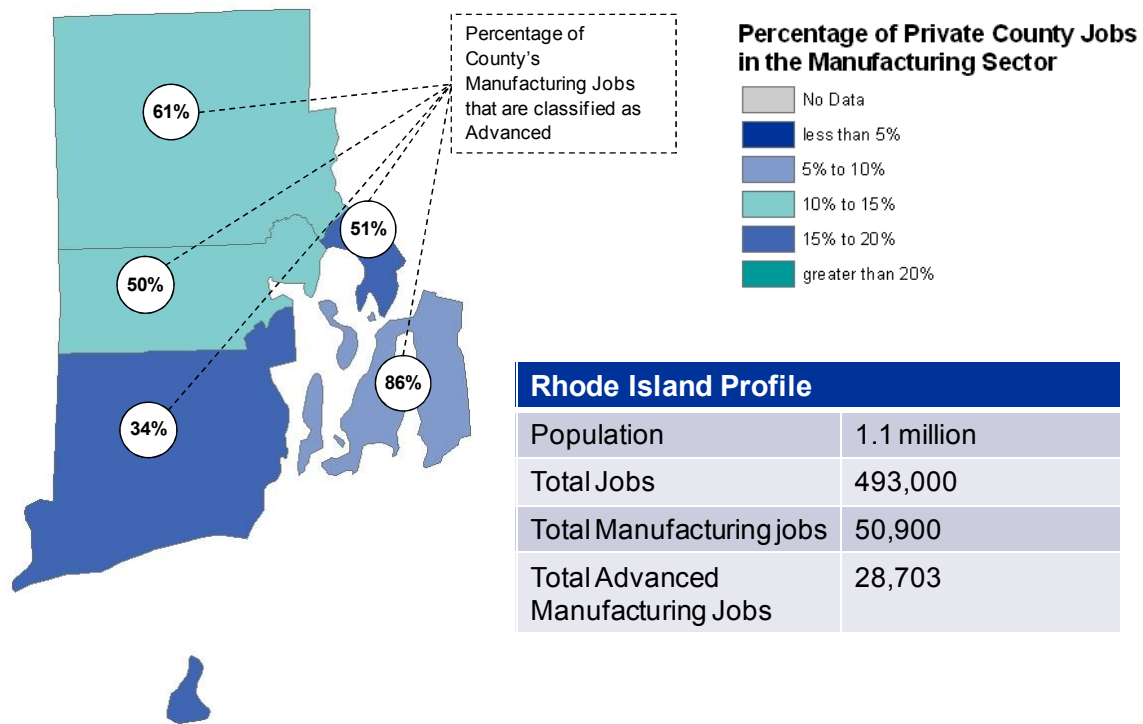 Percentage of
County's
Manufacturing Jobs
that are classified as
Advanced
61%
51%
50%
86%
34%
Percentage of Private County Jobs
in the Manufacturing Sector
No Data
less than 5%
5% to 10%
10% to 15%
15% to 20%
greater than 20%
Rhode Island Profile
Population 1.1 million
Total Jobs 493,000
Total Manufacturing jobs 50,900
Total Advanced 28,703
Manufacturing Jobs